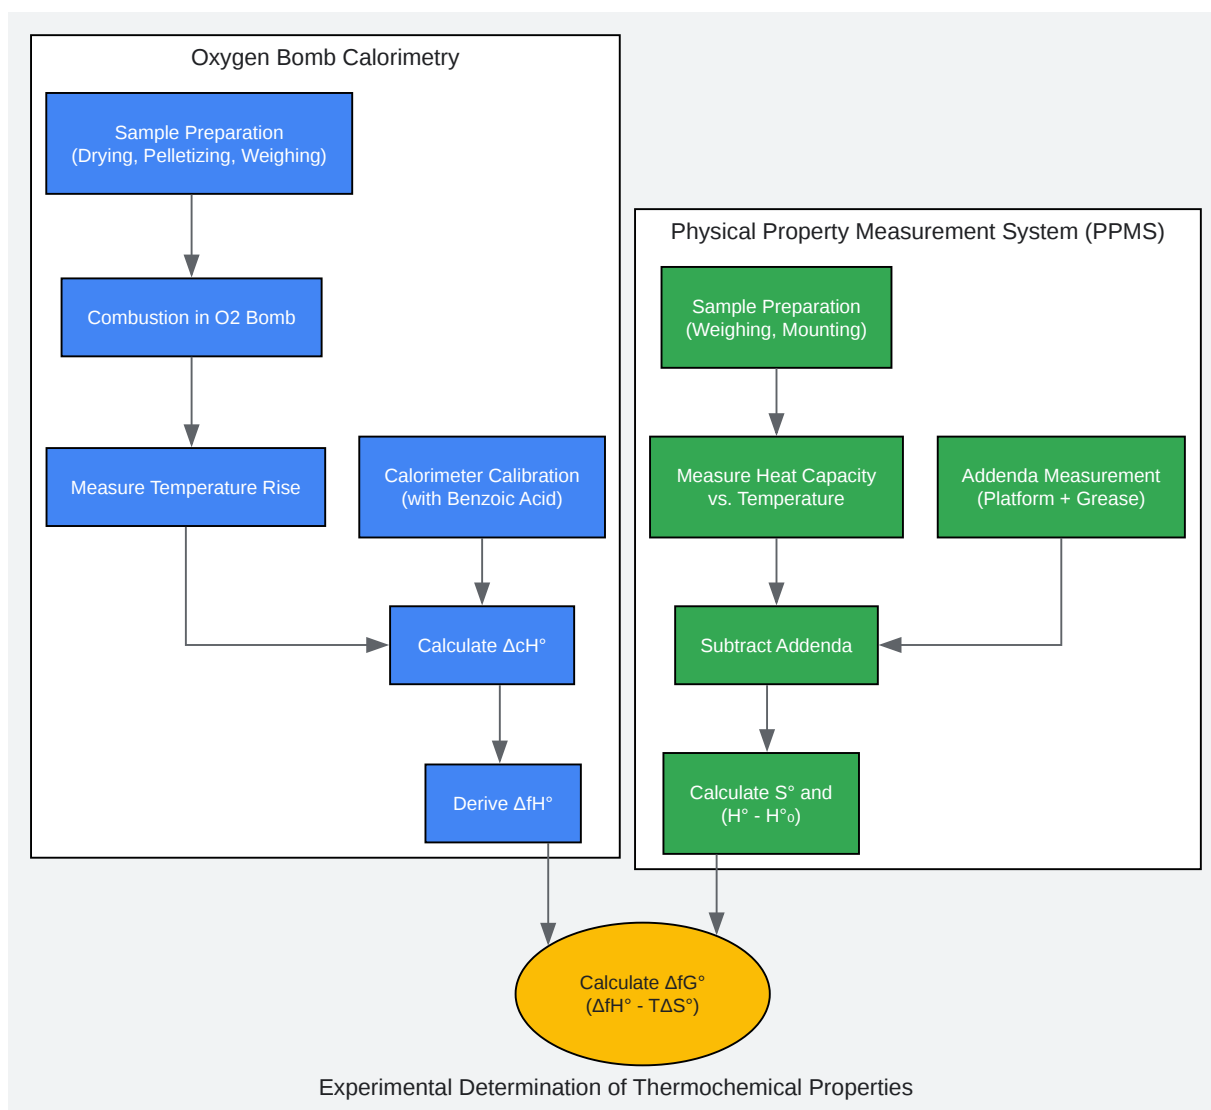 Oxygen Bomb Calorimetry
Sample Preparation
(Drying, Pelletizing, Weighing)
Combustion in O2 Bomb
Measure Temperature Rise
Calorimeter Calibration
(with Benzoic Acid)
Calculate ΔcH°
Derive ΔfH°
Physical Property Measurement System (PPMS)
Sample Preparation
(Weighing, Mounting)
Measure Heat Capacity
vs. Temperature
Addenda Measurement
(Platform + Grease)
Subtract Addenda
Calculate S° and
(H° - H°₀)
Calculate ΔfG°
(ΔfH° - TΔS°)
Experimental Determination of Thermochemical Properties